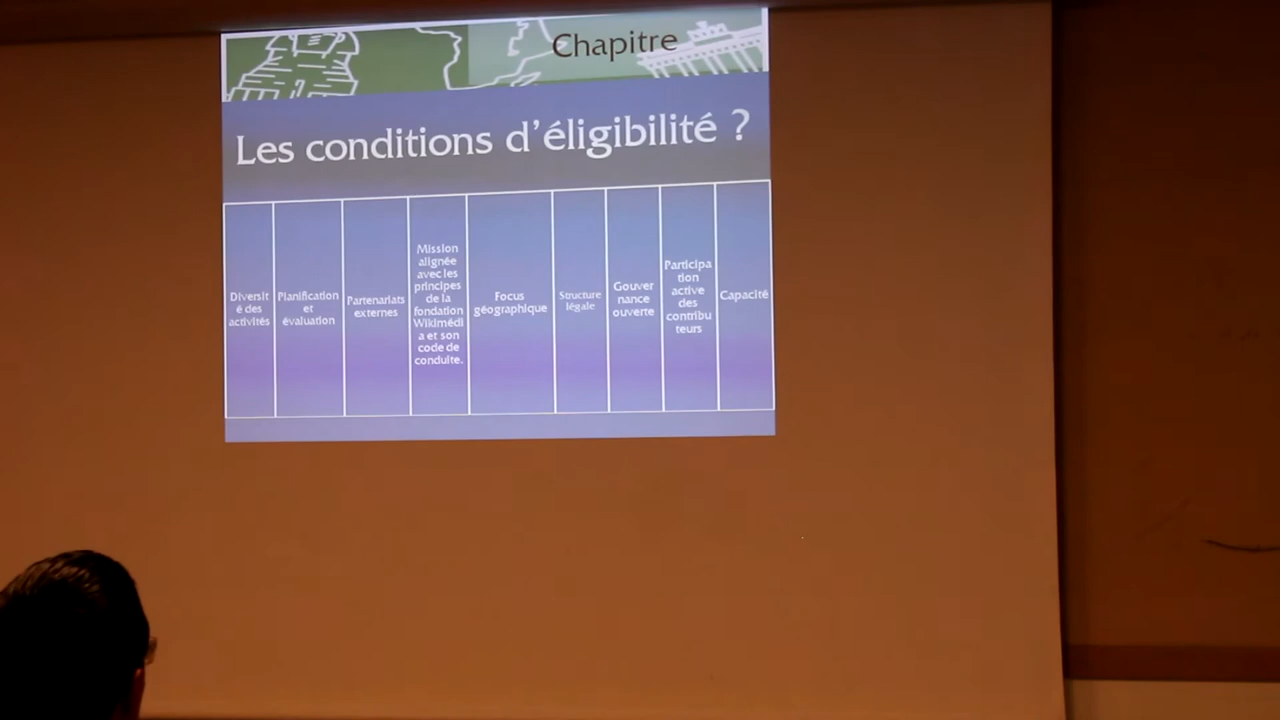 Chapitre
Les conditions d'éligibilité ?
Diversit
é des
activités
Planification
et
évaluation
Partenariats
externes
Mission
alignée
avec les
principes
de la
fondation
Wikimédi
a et son
code de
conduite.
Focus
géographique
Structure
légale
Gouver
nance
ouverte
Participa
tion
active
des
contribu
teurs
Capacité